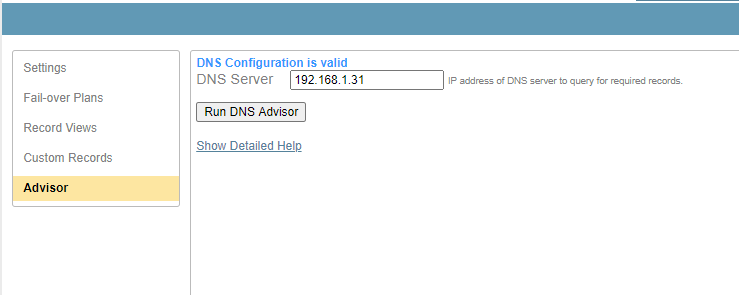 Settings
Fail-over Plans
Record Views
Custom Records
Advisor
DNS Configuration is valid
DNS Server 192.168.1.31 IP address of DNS server to query for required records.
Run DNS Advisor
Show Detailed Help